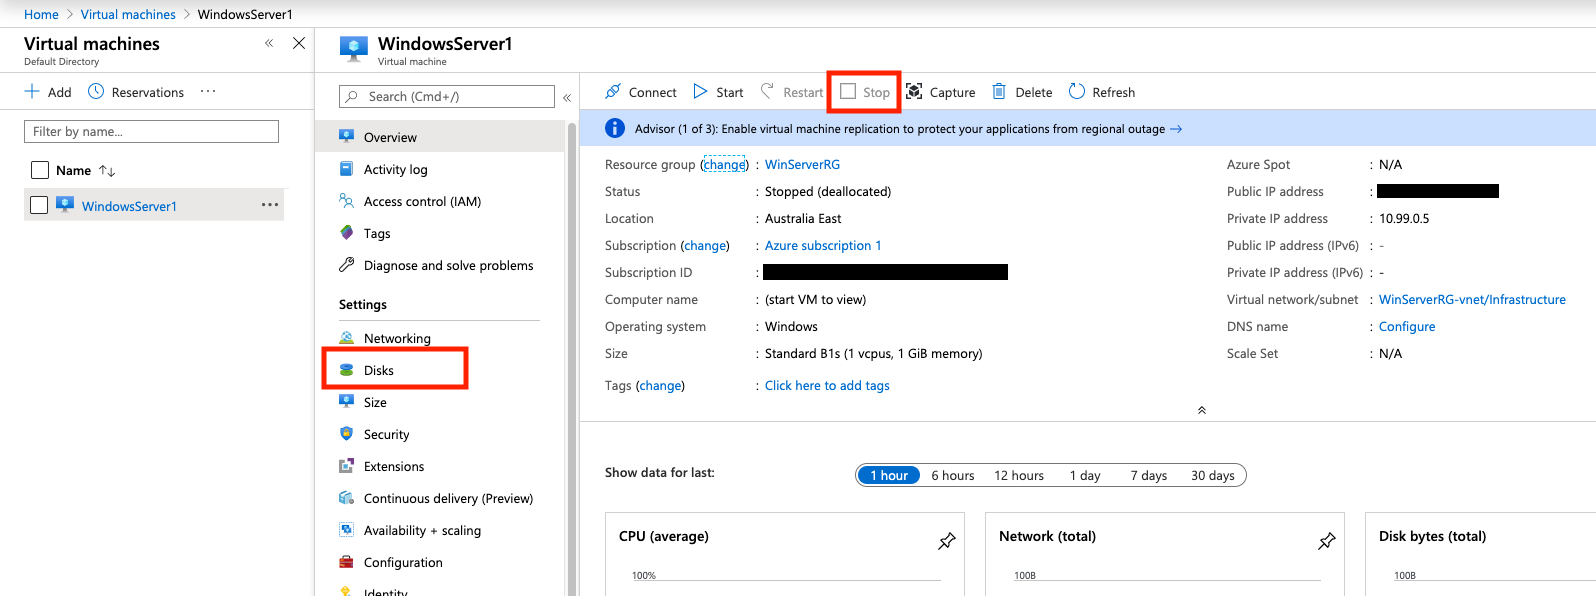 Home > Virtual machines > WindowsServer1
Virtual machines
Default Directory
Add
Reservations
Filter by name...
Name
WindowsServer1
WindowsServer1
Virtual machine
Search (Cmd+/)
Overview
Activity log
Access control (IAM)
Tags
Diagnose and solve problems
Settings
Networking
Disks
Size
Security
Extensions
Continuous delivery (Preview)
Availability + scaling
Configuration
Identity
Connect Start Restart Stop Capture Delete Refresh
Advisor (1 of 3): Enable virtual machine replication to protect your applications from regional outage →
Resource group (change) : WinServerRG
Status : Stopped (deallocated)
Location : Australia East
Subscription (change) : Azure subscription 1
Subscription ID :
Computer name : (start VM to view)
Operating system : Windows
Size : Standard B1s (1 vcpus, 1 GiB memory)
Tags (change) : Click here to add tags
Azure Spot : N/A
Public IP address :
Private IP address : 10.99.0.5
Public IP address (IPv6) : -
Private IP address (IPv6) : -
Virtual network/subnet : WinServerRG-vnet/Infrastructure
DNS name : Configure
Scale Set : N/A
Show data for last:
1 hour 6 hours 12 hours 1 day 7 days 30 days
CPU (average)
100%
Network (total)
100B
Disk bytes (total)
100B